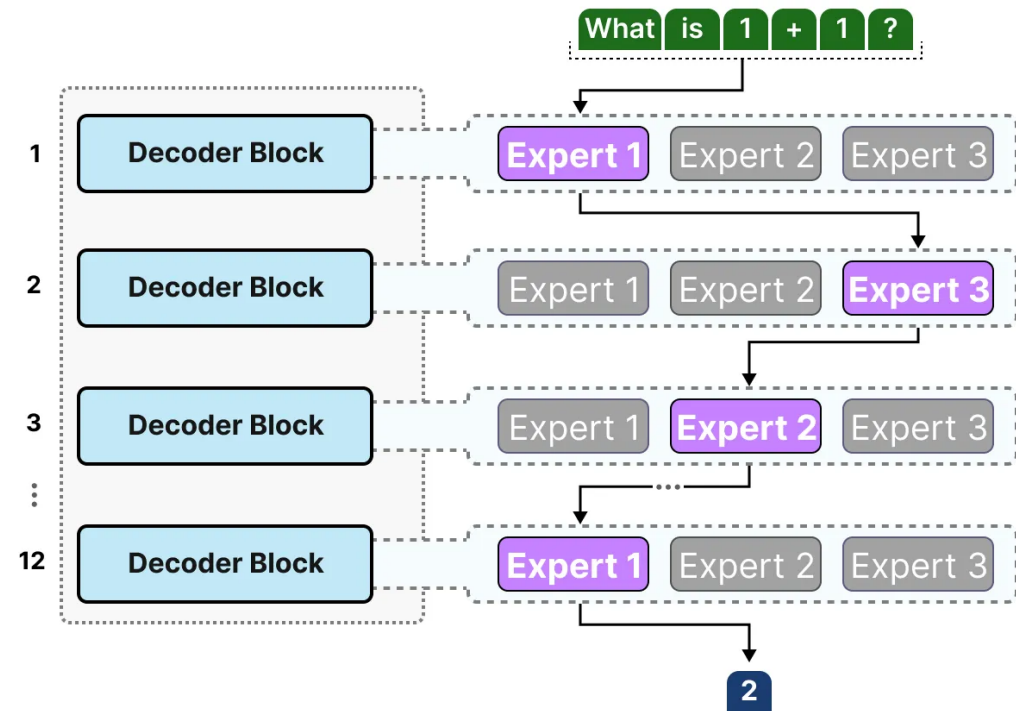 What is 1 + 1 ?
1 Decoder Block Expert 1 Expert 2 Expert 3
2 Decoder Block Expert 1 Expert 2 Expert 3
3 Decoder Block Expert 1 Expert 2 Expert 3
12 Decoder Block Expert 1 Expert 2 Expert 3
2